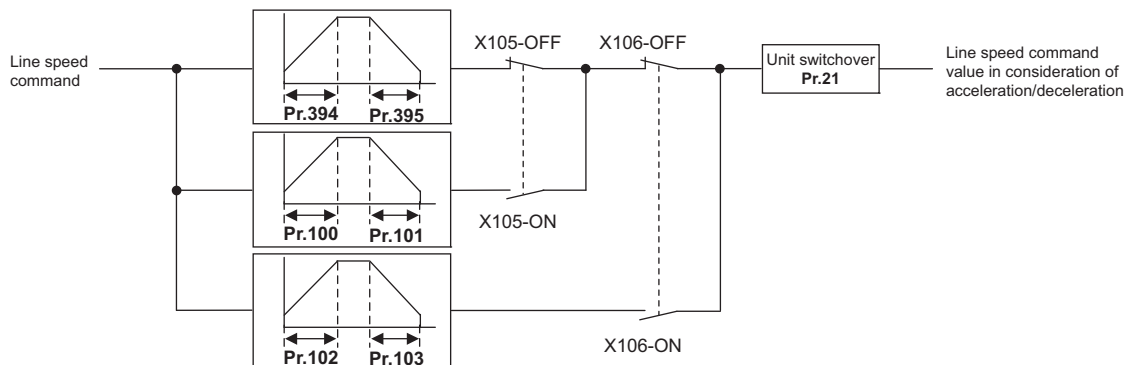 Line speed
command
Pr.394
Pr.395
X105-OFF
X106-OFF
Unit switchover
Pr.21
Line speed command
value in consideration of
acceleration/deceleration
Pr.100
Pr.101
X105-ON
Pr.102
Pr.103
X106-ON